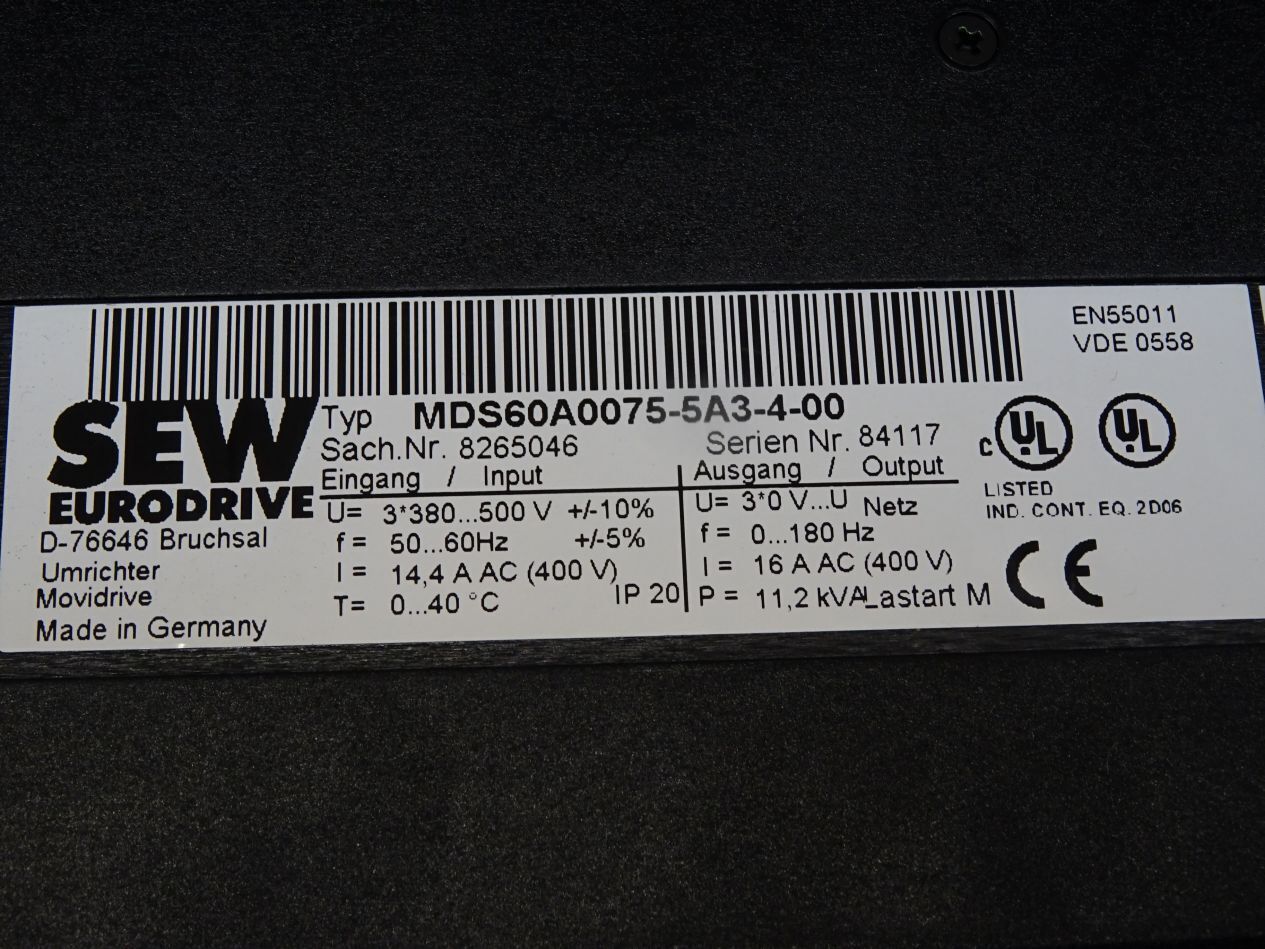 EN55011
VDE 0558
SEW
EURODRIVE
D-76646 Bruchsal
Umrichter
Movidrive
Made in Germany
Typ MDS60A0075-5A3-4-00
Sach.Nr. 8265046 Serien Nr. 84117
Eingang / Input
U= 3*380...500 V +/-10%
f = 50...60Hz +/-5%
I = 14,4 A AC (400 V)
T= 0...40 °C IP 20
Ausgang / Output
U= 3*0 V...U Netz
f = 0...180 Hz
I = 16 A AC (400 V)
P = 11,2 kVA Lastart M
c UL UL
LISTED
IND. CONT. EQ. 2D06
CE